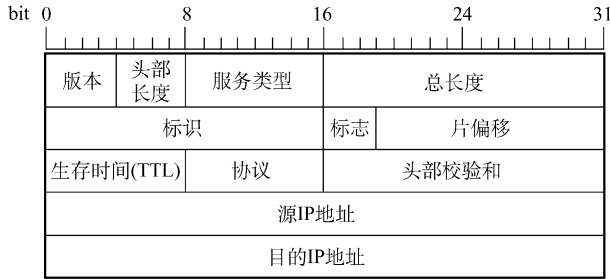 bit 0 8 16 24 31
版本 头部长度 服务类型 总长度
标识 标志 片偏移
生存时间(TTL) 协议 头部校验和
源IP地址
目的IP地址